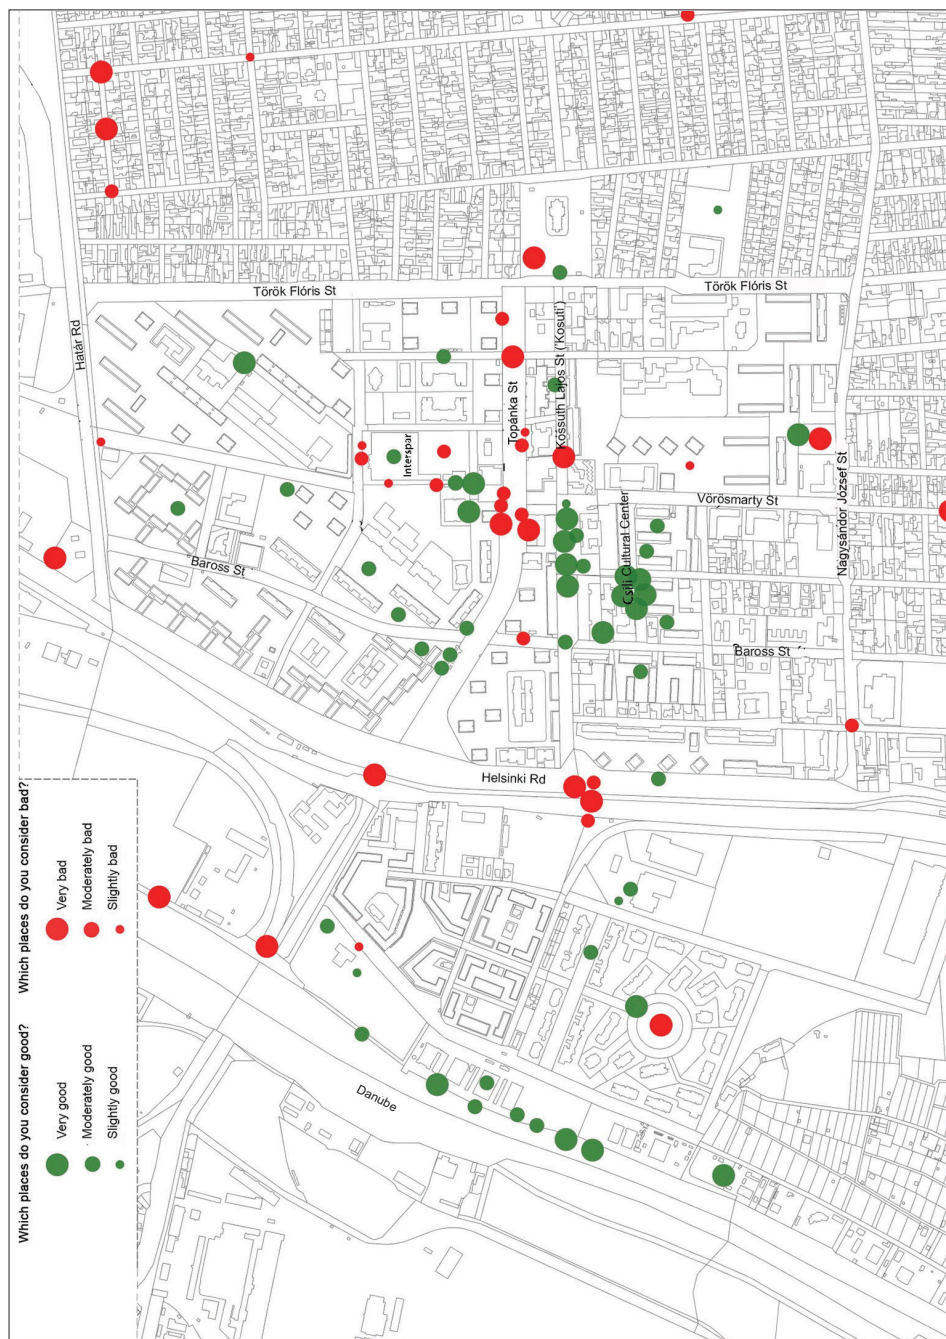 Határ Rd
Török Flóris St
Török Flóris St
Topánka St
Kossuth Lajos St ('Kosuti')
Interspar
Vörösmarty St
Nagysándor József St
Csili Cultural Center
Baross St
Baross St
Helsinki Rd
Danube
Which places do you consider good?
Very good
Moderately good
Slightly good
Which places do you consider bad?
Very bad
Moderately bad
Slightly bad